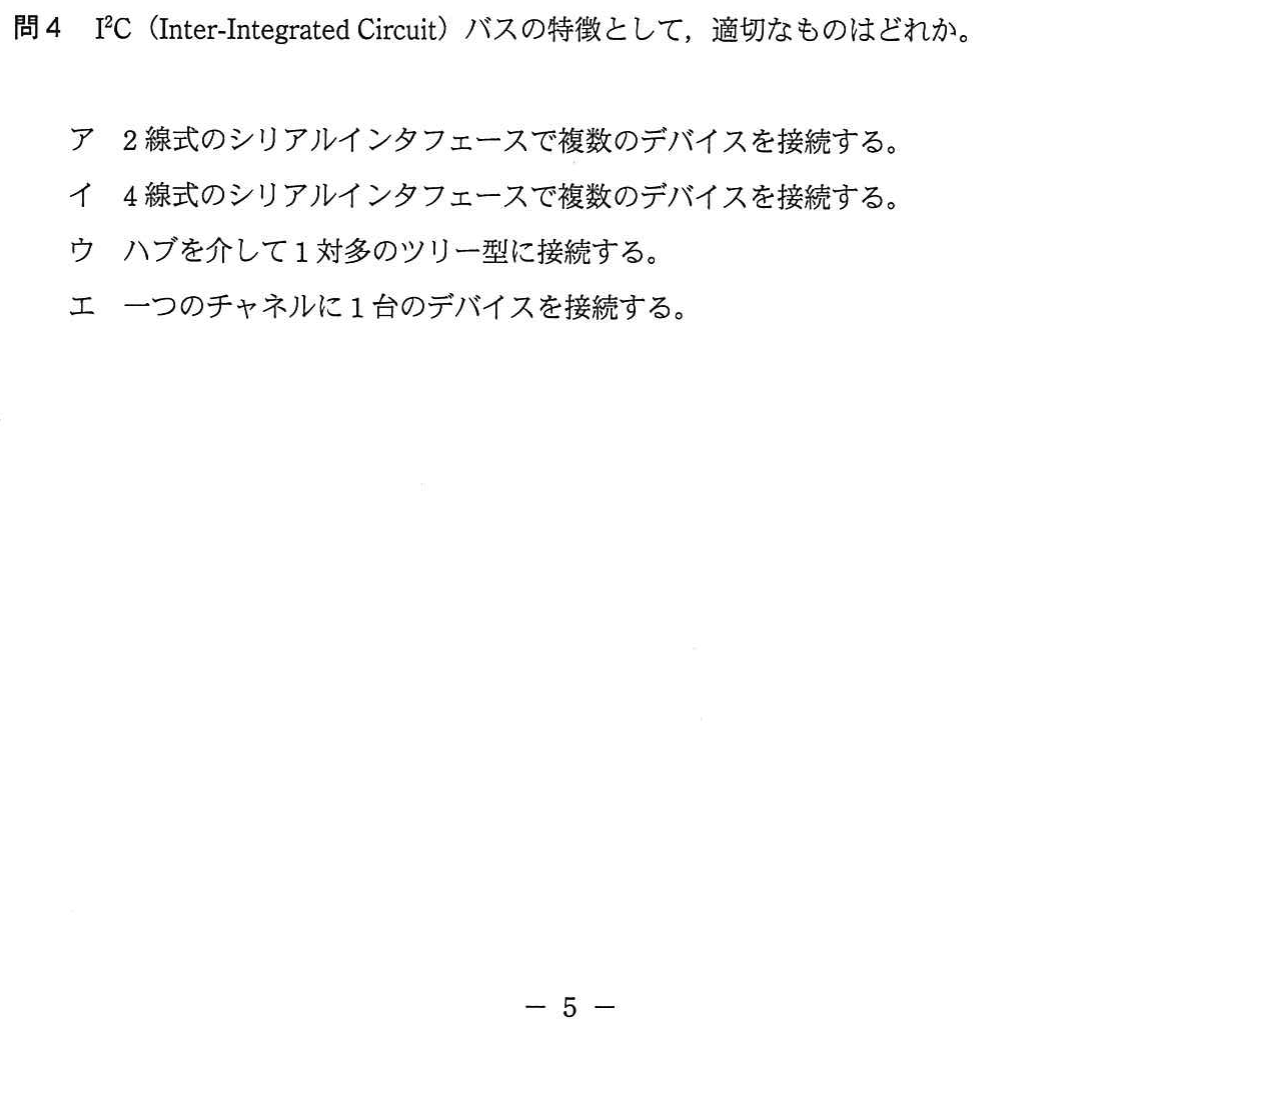 問4 I²C（Inter-Integrated Circuit）バスの特徴として，適切なものはどれか。
ア 2線式のシリアルインタフェースで複数のデバイスを接続する。
イ 4線式のシリアルインタフェースで複数のデバイスを接続する。
ウ ハブを介して1対多のツリー型に接続する。
エ 一つのチャネルに1台のデバイスを接続する。
－ 5 －